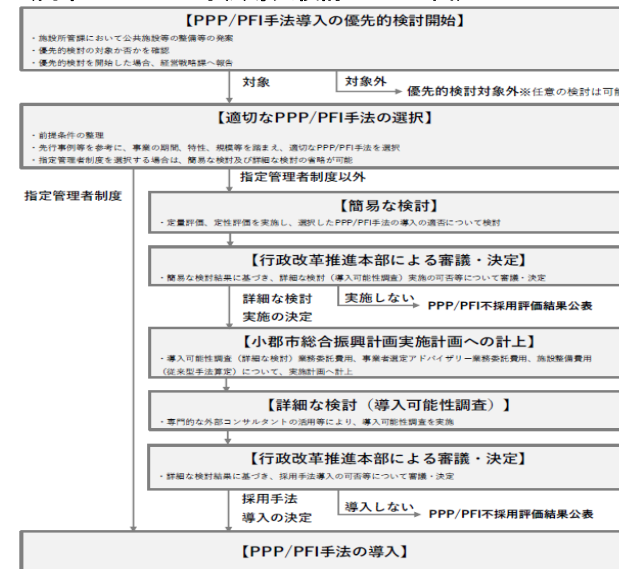 【PPP/PFI手法導入の優先的検討開始】
・施設所管課において公共施設等の整備等の発案
・優先的検討の対象か否かを確認
・優先的検討を開始した場合、経営戦略課へ報告
対象
対象外
優先的検討対象外※任意の検討は可能
【適切なPPP/PFI手法の選択】
・前提条件の整理
・先行事例等を参考に、事業の期間、特性、規模等を踏まえ、適切なPPP/PFI手法を選択
・指定管理者制度を選択する場合は、簡易な検討及び詳細な検討の省略が可能
指定管理者制度
指定管理者制度以外
【簡易な検討】
・定量評価、定性評価を実施し、選択したPPP/PFI手法の導入の適否について検討
【行政改革推進本部による審議・決定】
・簡易な検討結果に基づき、詳細な検討（導入可能性調査）実施の可否等について審議・決定
詳細な検討
実施の決定
実施しない
PPP/PFI不採用評価結果公表
【小郡市総合振興計画実施計画への計上】
・導入可能性調査（詳細な検討）業務委託費用、事業者選定アドバイザリー業務委託費用、施設整備費用
（従来型手法算定）について、実施計画へ計上
【詳細な検討（導入可能性調査）】
・専門的な外部コンサルタントの活用等により、導入可能性調査を実施
【行政改革推進本部による審議・決定】
・詳細な検討結果に基づき、採用手法導入の可否等について審議・決定
採用手法
導入の決定
導入しない
PPP/PFI不採用評価結果公表
【PPP/PFI手法の導入】